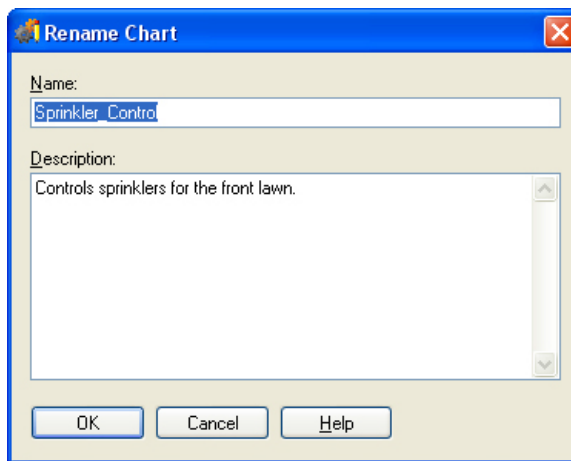 Rename Chart
Name:
Sprinkler_Control
Description:
Controls sprinklers for the front lawn.
OK Cancel Help